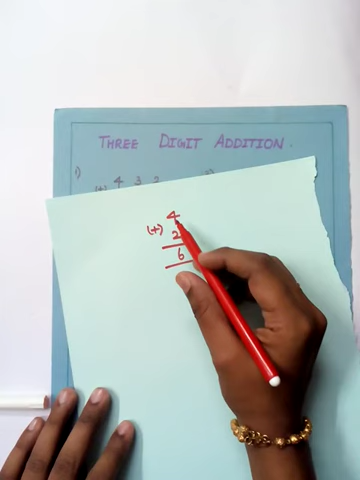 THREE DIGIT ADDITION
1)
(+) 4 3 2
4
(+) 2
6